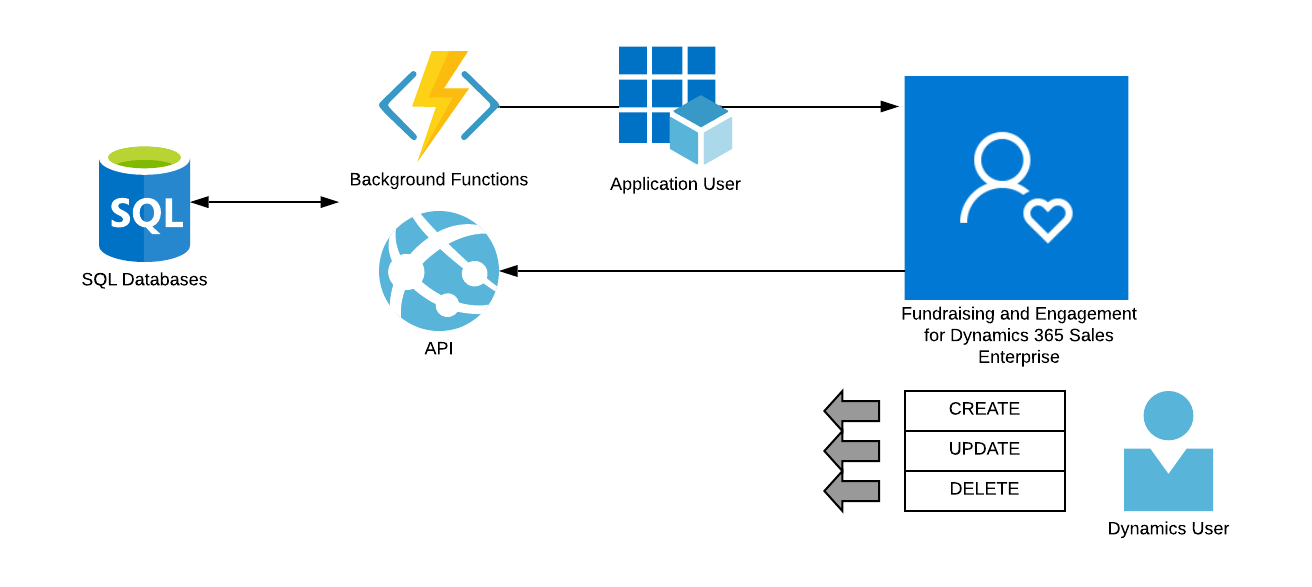 Background Functions
Application User
SQL
SQL Databases
API
Fundraising and Engagement
for Dynamics 365 Sales
Enterprise
CREATE
UPDATE
DELETE
Dynamics User